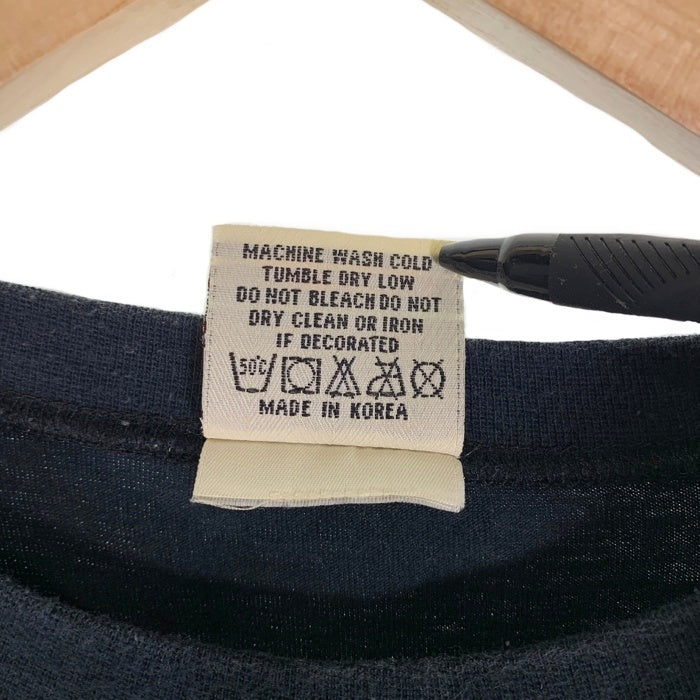 MACHINE WASH COLD
TUMBLE DRY LOW
DO NOT BLEACH DO NOT
DRY CLEAN OR IRON
IF DECORATED
50°C
MADE IN KOREA